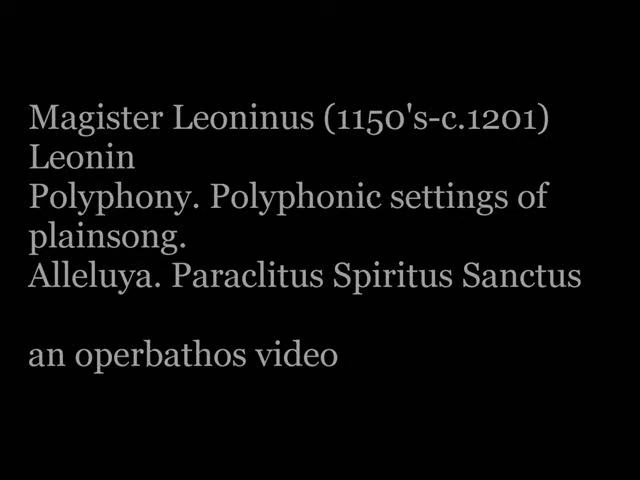 Magister Leoninus (1150's-c.1201)
Leonin
Polyphony. Polyphonic settings of
plainsong.
Alleluya. Paraclitus Spiritus Sanctus
an operbathos video